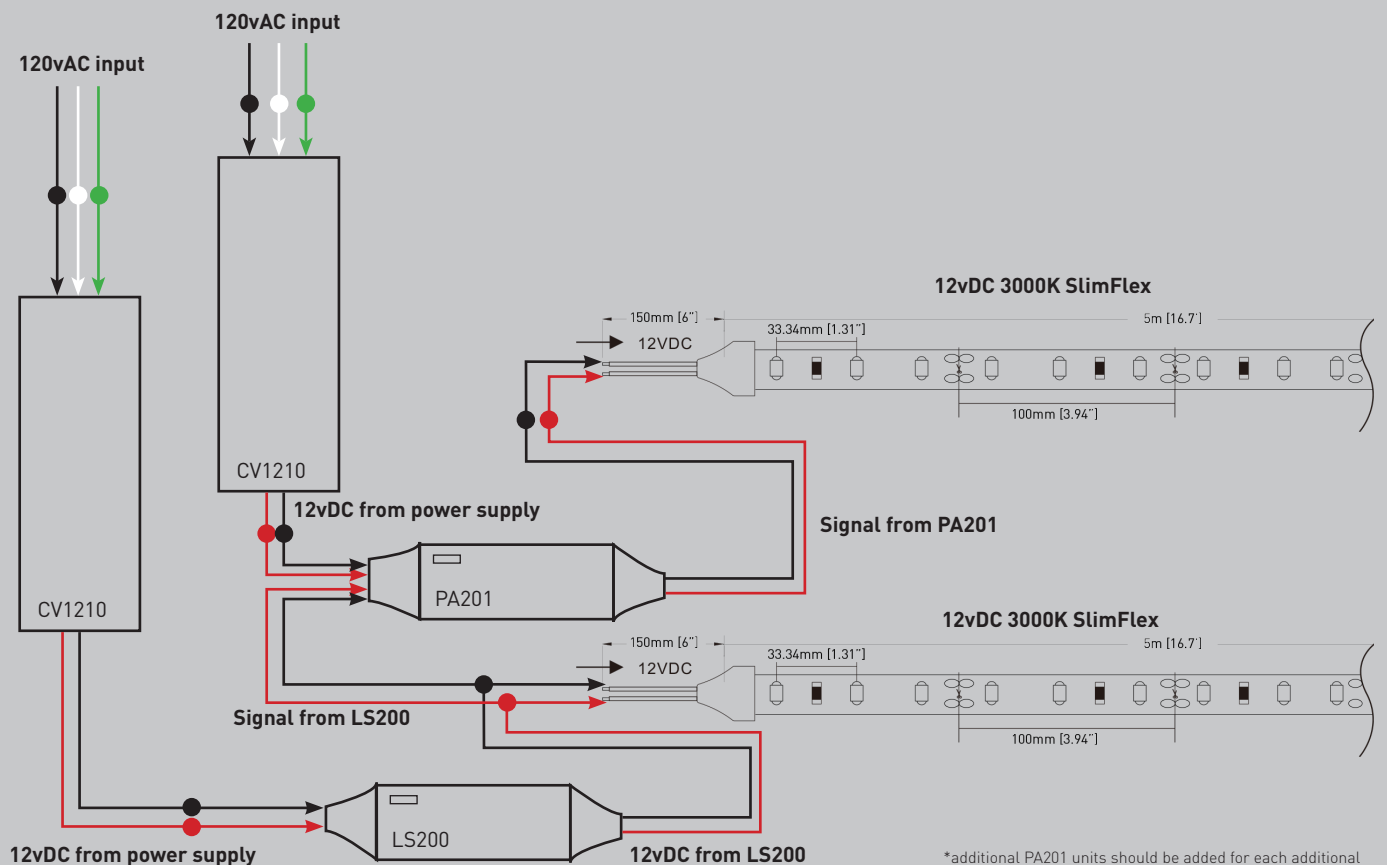 120vAC input
120vAC input
12vDC 3000K SlimFlex
150mm [6"]
5m [16.7']
33.34mm [1.31"]
12VDC
100mm [3.94"]
CV1210
12vDC from power supply
Signal from PA201
PA201
CV1210
12vDC 3000K SlimFlex
150mm [6"]
5m [16.7']
33.34mm [1.31"]
12VDC
Signal from LS200
100mm [3.94"]
LS200
12vDC from power supply
12vDC from LS200
*additional PA201 units should be added for each additional